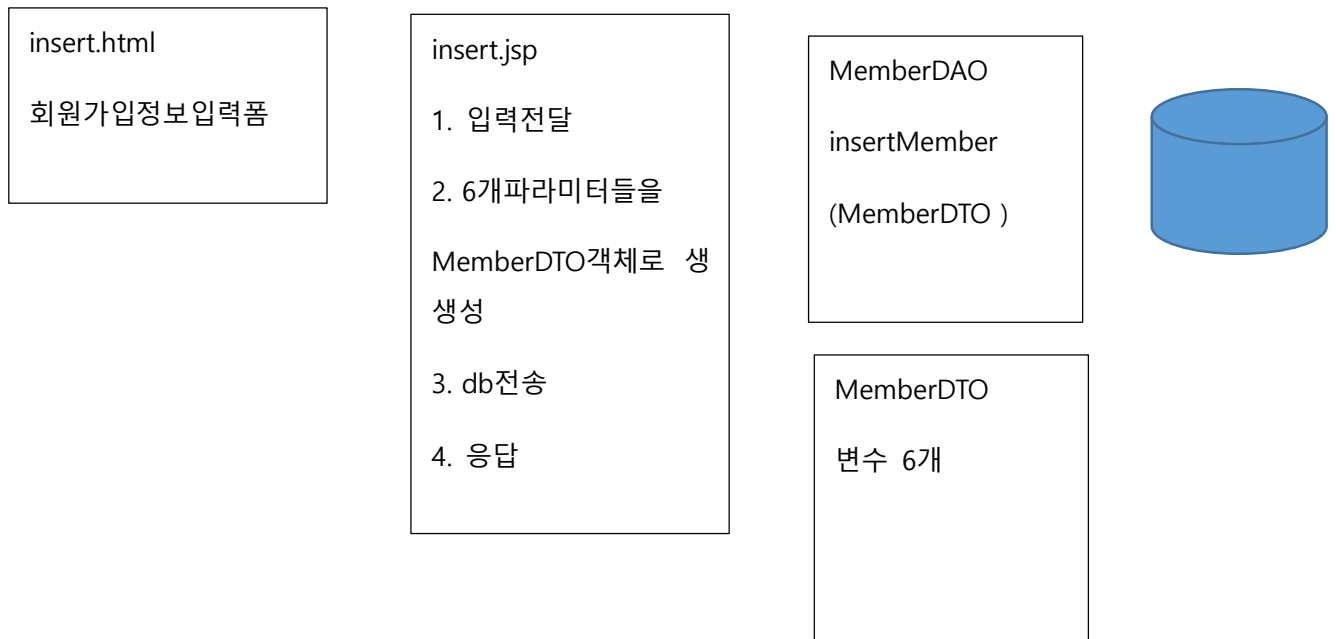 insert.html
회원가입정보입력폼
insert.jsp
1. 입력전달
2. 6개파라미터들을
MemberDTO객체로 생
생성
3. db전송
4. 응답
MemberDAO
insertMember
(MemberDTO )
MemberDTO
변수 6개